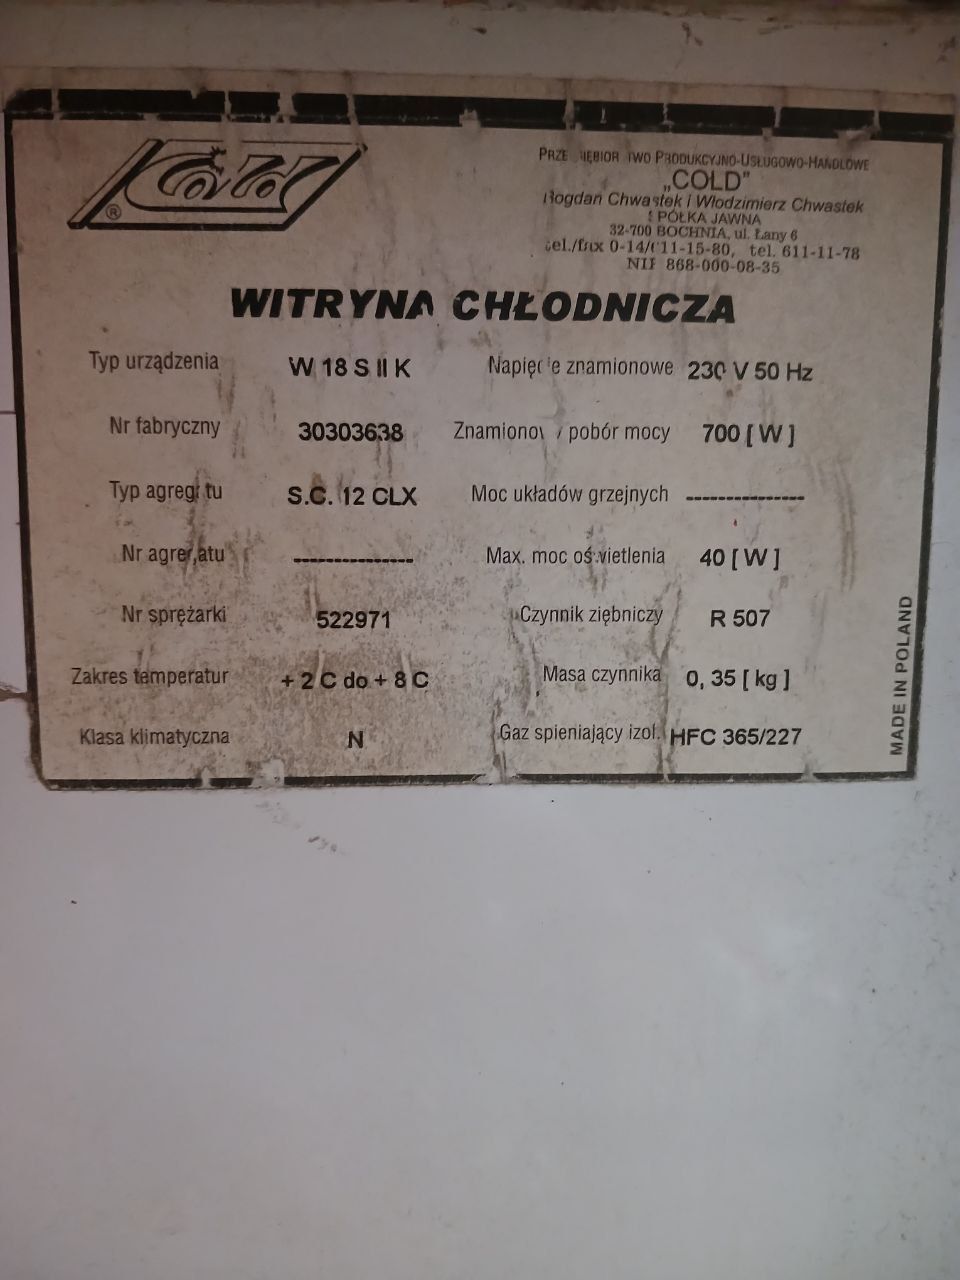 Cold
®
PRZE IĘBIOR TWO PRODUKCYJNO-USŁUGOWO-HANDLOWE
„COLD”
Bogdan Chwastek i Włodzimierz Chwastek
SPÓŁKA JAWNA
32-700 BOCHNIA, ul. Łany 6
tel./fax 0-14/611-15-80, tel. 611-11-78
NIP 868-000-08-35
WITRYNA CHŁODNICZA
Typ urządzenia W 18 S II K Napięcie znamionowe 230 V 50 Hz
Nr fabryczny 30303638 Znamionowy pobór mocy 700 [ W ]
Typ agregatu S.C. 12 CLX Moc układów grzejnych ---------------
Nr agregatu --------------- Max. moc oświetlenia 40 [ W ]
Nr sprężarki 522971 Czynnik ziębniczy R 507
Zakres temperatur + 2 C do + 8 C Masa czynnika 0, 35 [ kg ]
Klasa klimatyczna N Gaz spieniający izol. HFC 365/227
MADE IN POLAND